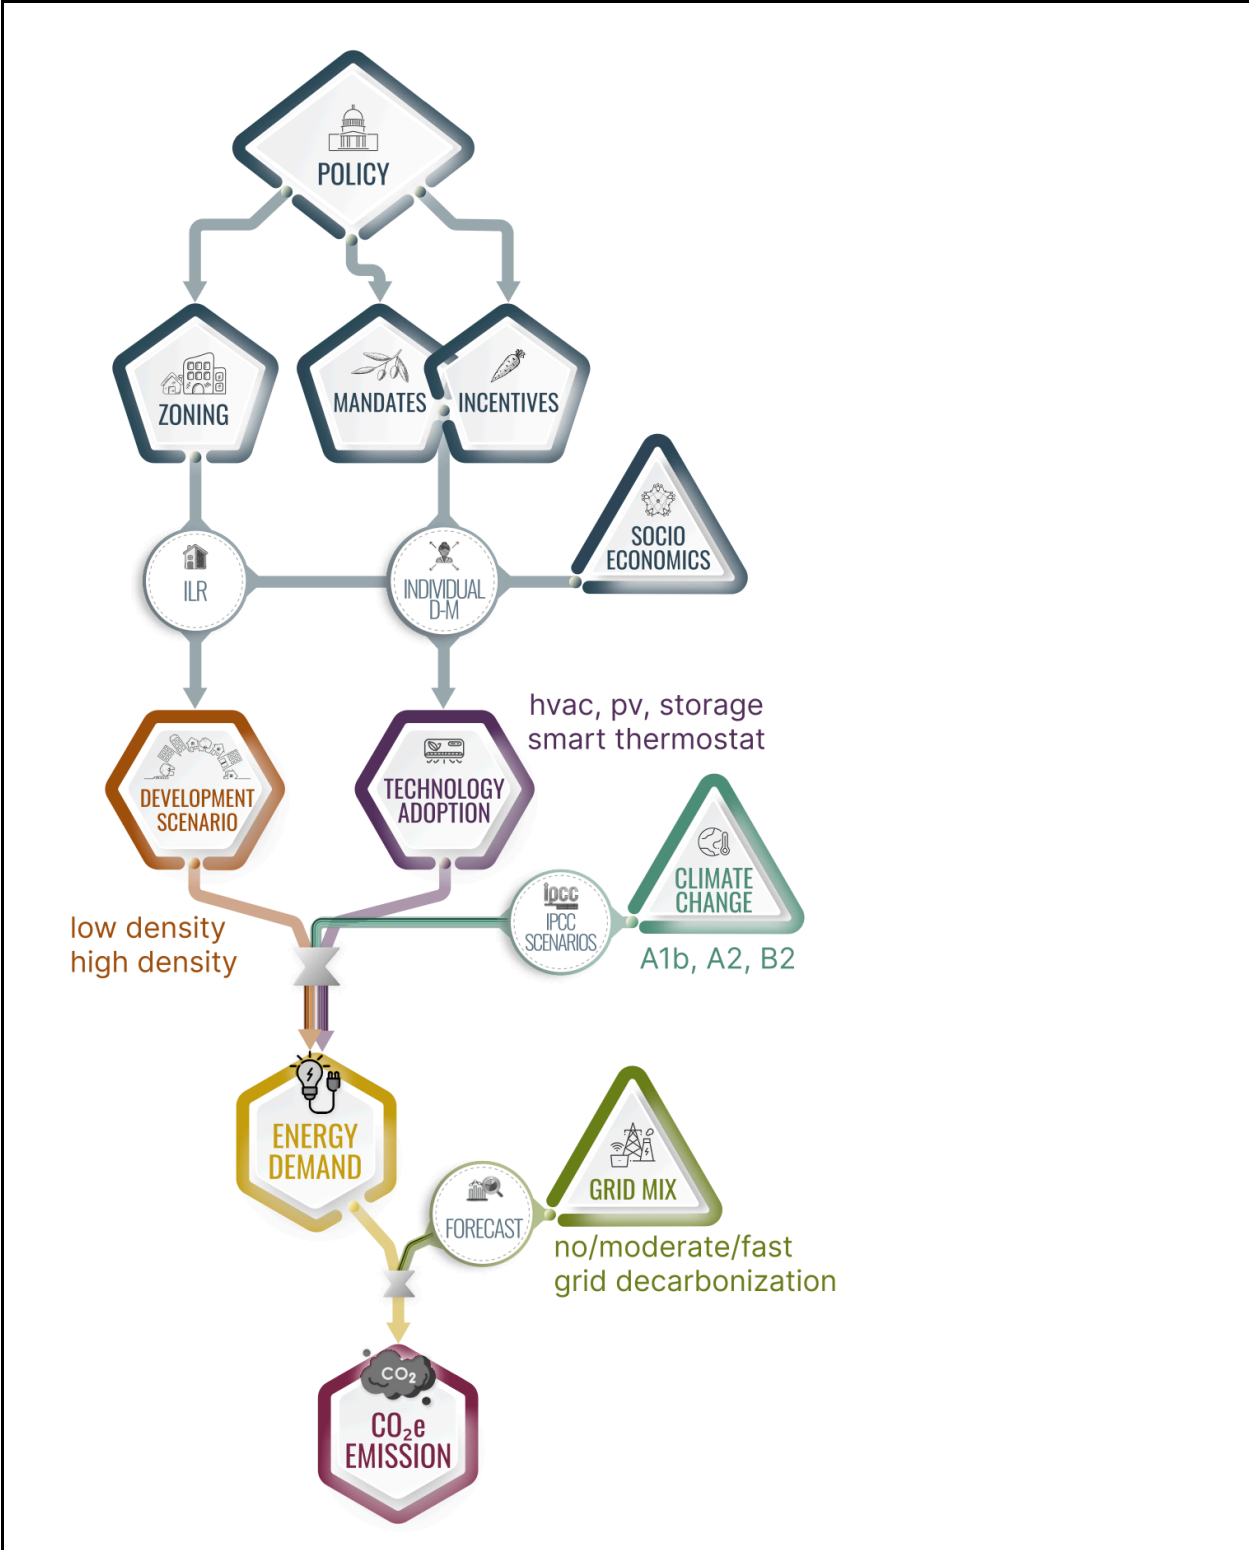 POLICY
ZONING
MANDATES
INCENTIVES
SOCIO
ECONOMICS
ILR
INDIVIDUAL
D-M
hvac, pv, storage
smart thermostat
DEVELOPMENT
SCENARIO
TECHNOLOGY
ADOPTION
CLIMATE
CHANGE
ipcc
IPCC
SCENARIOS
low density
high density
A1b, A2, B2
ENERGY
DEMAND
GRID MIX
FORECAST
no/moderate/fast
grid decarbonization
CO₂
CO₂e
EMISSION